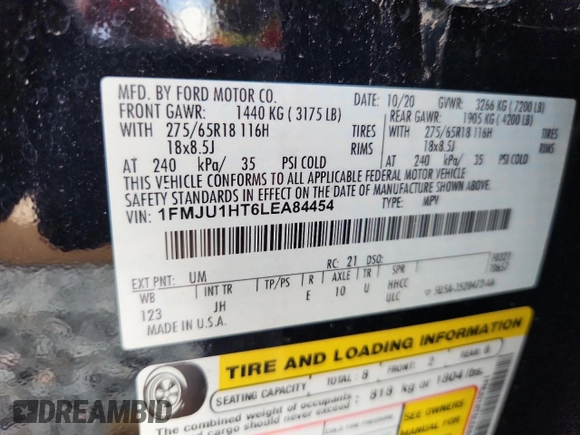 MFD. BY FORD MOTOR CO.
DATE: 10/20 GVWR: 3266 KG (7200 LB)
FRONT GAWR: 1440 KG (3175 LB) REAR GAWR: 1905 KG (4200 LB)
WITH 275/65R18 116H TIRES WITH 275/65R18 116H TIRES
18x8.5J RIMS 18x8.5J RIMS
AT 240 kPa/ 35 PSI COLD AT 240 kPa/ 35 PSI COLD
THIS VEHICLE CONFORMS TO ALL APPLICABLE FEDERAL MOTOR VEHICLE
SAFETY STANDARDS IN EFFECT ON THE DATE OF MANUFACTURE SHOWN ABOVE.
VIN: 1FMJU1HT6LEA84454 TYPE: MPV
EXT PNT: UM RC: 21 DSO:
WB INT TR TP/PS R AXLE TR SPR
123 JH E 10 U HHCC
ULC
MADE IN U.S.A.
TIRE AND LOADING INFORMATION
SEATING CAPACITY TOTAL: 8 FRONT: 2 REAR: 6
The combined weight of occupants
and cargo should never exceed: 818 kg or 1804 lbs.
SEE OWNERS
MANUAL FOR
DREAMBID